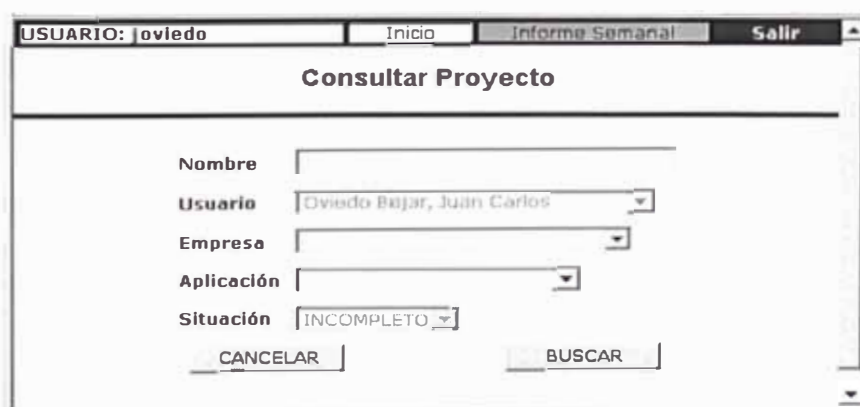 USUARIO: joviedo Inicio Informe Semanal Salir
Consultar Proyecto
Nombre
Usuario Oviedo Bejar, Juan Carlos
Empresa
Aplicación
Situación INCOMPLETO
CANCELAR BUSCAR